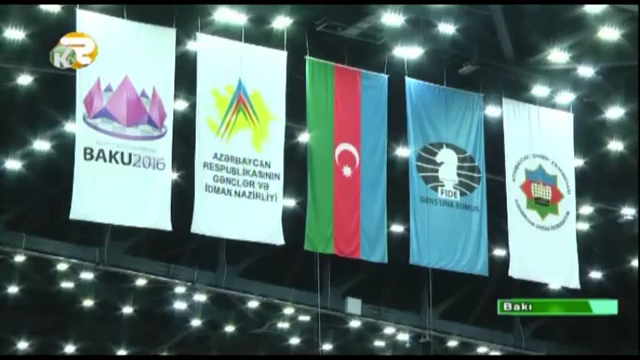 BAKU2016
AZƏRBAYCAN
RESPUBLİKASININ
GƏNCLƏR VƏ
İDMAN NAZİRLİYİ
FIDE
GENS UNA SUMUS
Bakı